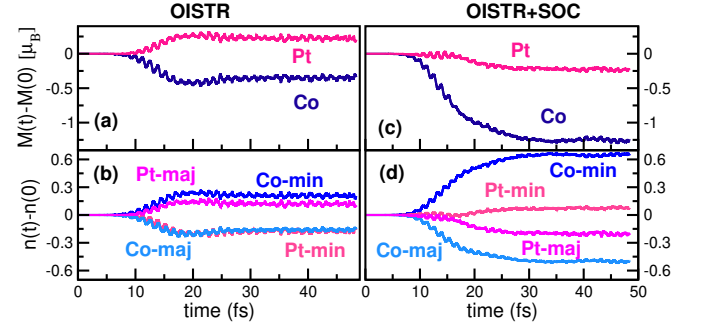 OISTR
OISTR+SOC
M(t)-M(0) [μB]
0
-0.5
-1
Pt
Co
(a)
Pt
Co
(c)
0
-0.5
-1
n(t)-n(0)
0.6
0.3
0
-0.3
-0.6
(b)
Pt-maj
Co-min
Co-maj
Pt-min
(d)
Co-min
Pt-min
Pt-maj
Co-maj
0.6
0.3
0
-0.3
-0.6
0 10 20 30 40
0 10 20 30 40 50
time (fs)
time (fs)